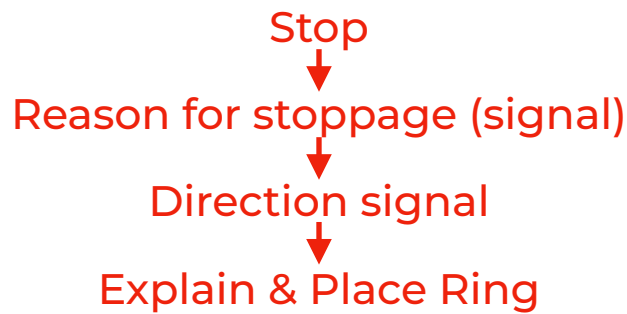 Stop
Reason for stoppage (signal)
Direction signal
Explain & Place Ring